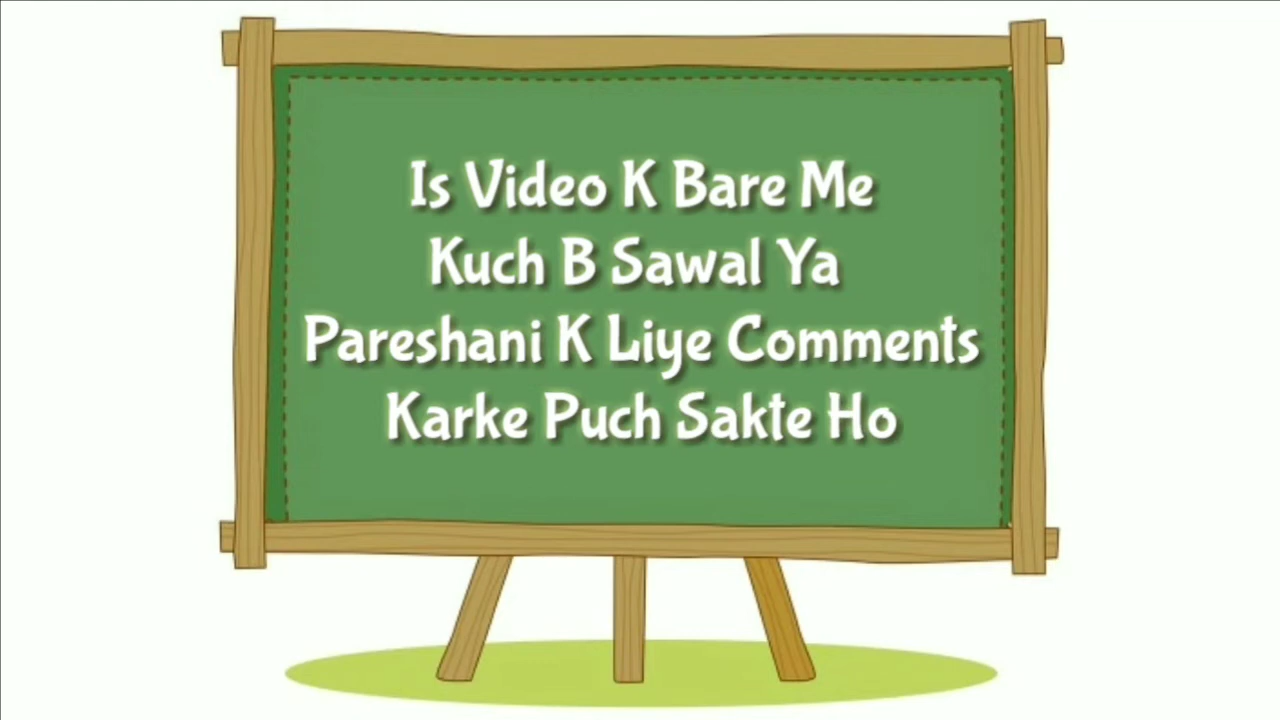 Is Video K Bare Me
Kuch B Sawal Ya
Pareshani K Liye Comments
Karke Puch Sakte Ho